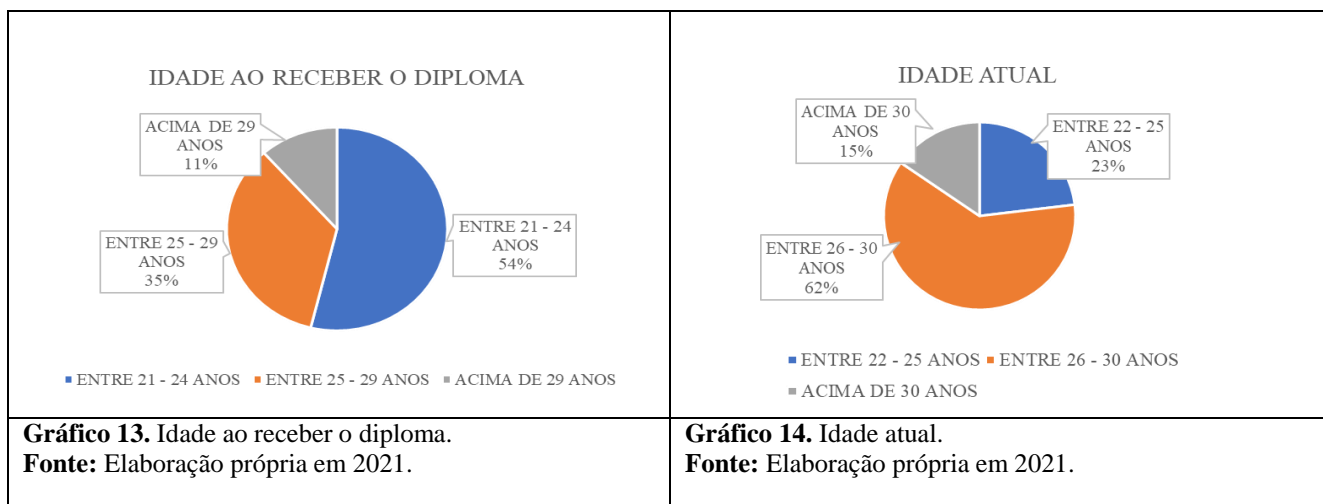 IDADE AO RECEBER O DIPLOMA
ACIMA DE 29
ANOS
11%
ENTRE 25 - 29
ANOS
35%
ENTRE 21 - 24
ANOS
54%
ENTRE 21 - 24 ANOS ENTRE 25 - 29 ANOS ACIMA DE 29 ANOS
Gráfico 13. Idade ao receber o diploma.
Fonte: Elaboração própria em 2021.
IDADE ATUAL
ACIMA DE 30
ANOS
15%
ENTRE 22 - 25
ANOS
23%
ENTRE 26 - 30
ANOS
62%
ENTRE 22 - 25 ANOS ENTRE 26 - 30 ANOS
ACIMA DE 30 ANOS
Gráfico 14. Idade atual.
Fonte: Elaboração própria em 2021.